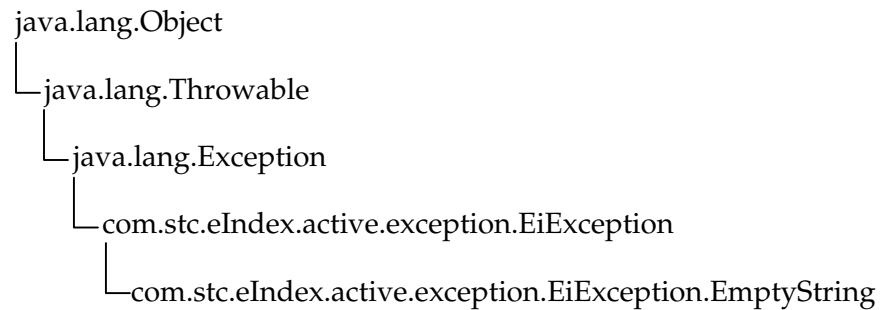 java.lang.Object
java.lang.Throwable
java.lang.Exception
com.stc.eIndex.active.exception.EiException
com.stc.eIndex.active.exception.EiException.EmptyString